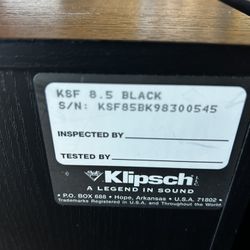 KSF 8.5 BLACK
S/N: KSF85BK98300545
INSPECTED BY
TESTED BY
Klipsch
A LEGEND IN SOUND
• P.O. BOX 688 • Hope, Arkansas • U.S.A. 71802 •
Trademarks Registered in U.S.A. and Throughout the World